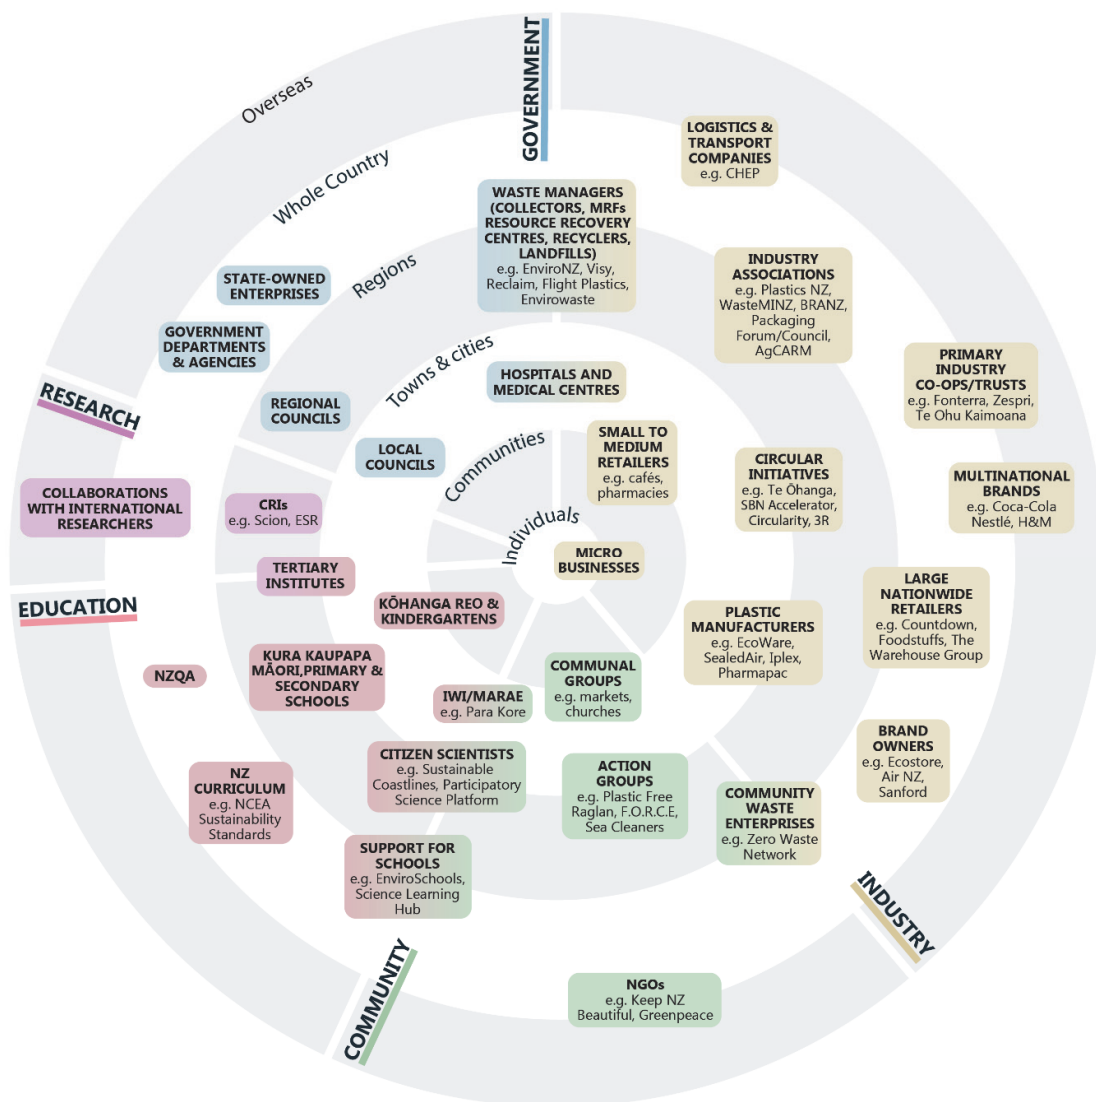 GOVERNMENT
Overseas
Whole Country
Regions
Towns & cities
Communities
Individuals
LOGISTICS &
TRANSPORT
COMPANIES
e.g. CHEP
WASTE MANAGERS
(COLLECTORS, MRFs
RESOURCE RECOVERY
CENTRES, RECYCLERS,
LANDFILLS)
e.g. EnviroNZ, Visy,
Reclaim, Flight Plastics,
Envirowaste
STATE-OWNED
ENTERPRISES
GOVERNMENT
DEPARTMENTS
& AGENCIES
INDUSTRY
ASSOCIATIONS
e.g. Plastics NZ,
WasteMINZ, BRANZ,
Packaging
Forum/Council,
AgCARM
PRIMARY
INDUSTRY
CO-OPS/TRUSTS
e.g. Fonterra, Zespri,
Te Ohu Kaimoana
HOSPITALS AND
MEDICAL CENTRES
REGIONAL
COUNCILS
LOCAL
COUNCILS
SMALL TO
MEDIUM
RETAILERS
e.g. cafés,
pharmacies
CIRCULAR
INITIATIVES
e.g. Te Ōhanga,
SBN Accelerator,
Circularity, 3R
MULTINATIONAL
BRANDS
e.g. Coca-Cola
Nestlé, H&M
RESEARCH
COLLABORATIONS
WITH INTERNATIONAL
RESEARCHERS
CRIs
e.g. Scion, ESR
TERTIARY
INSTITUTES
MICRO
BUSINESSES
EDUCATION
KŌHANGA REO &
KINDERGARTENS
PLASTIC
MANUFACTURERS
e.g. EcoWare,
SealedAir, Iplex,
Pharmapac
LARGE
NATIONWIDE
RETAILERS
e.g. Countdown,
Foodstuffs, The
Warehouse Group
NZQA
KURA KAUPAPA
MĀORI,PRIMARY &
SECONDARY
SCHOOLS
IWI/MARAE
e.g. Para Kore
COMMUNAL
GROUPS
e.g. markets,
churches
BRAND
OWNERS
e.g. Ecostore,
Air NZ,
Sanford
NZ
CURRICULUM
e.g. NCEA
Sustainability
Standards
CITIZEN SCIENTISTS
e.g. Sustainable
Coastlines, Participatory
Science Platform
ACTION
GROUPS
e.g. Plastic Free
Raglan, F.O.R.C.E,
Sea Cleaners
COMMUNITY
WASTE
ENTERPRISES
e.g. Zero Waste
Network
SUPPORT FOR
SCHOOLS
e.g. EnviroSchools,
Science Learning
Hub
INDUSTRY
COMMUNITY
NGOs
e.g. Keep NZ
Beautiful, Greenpeace